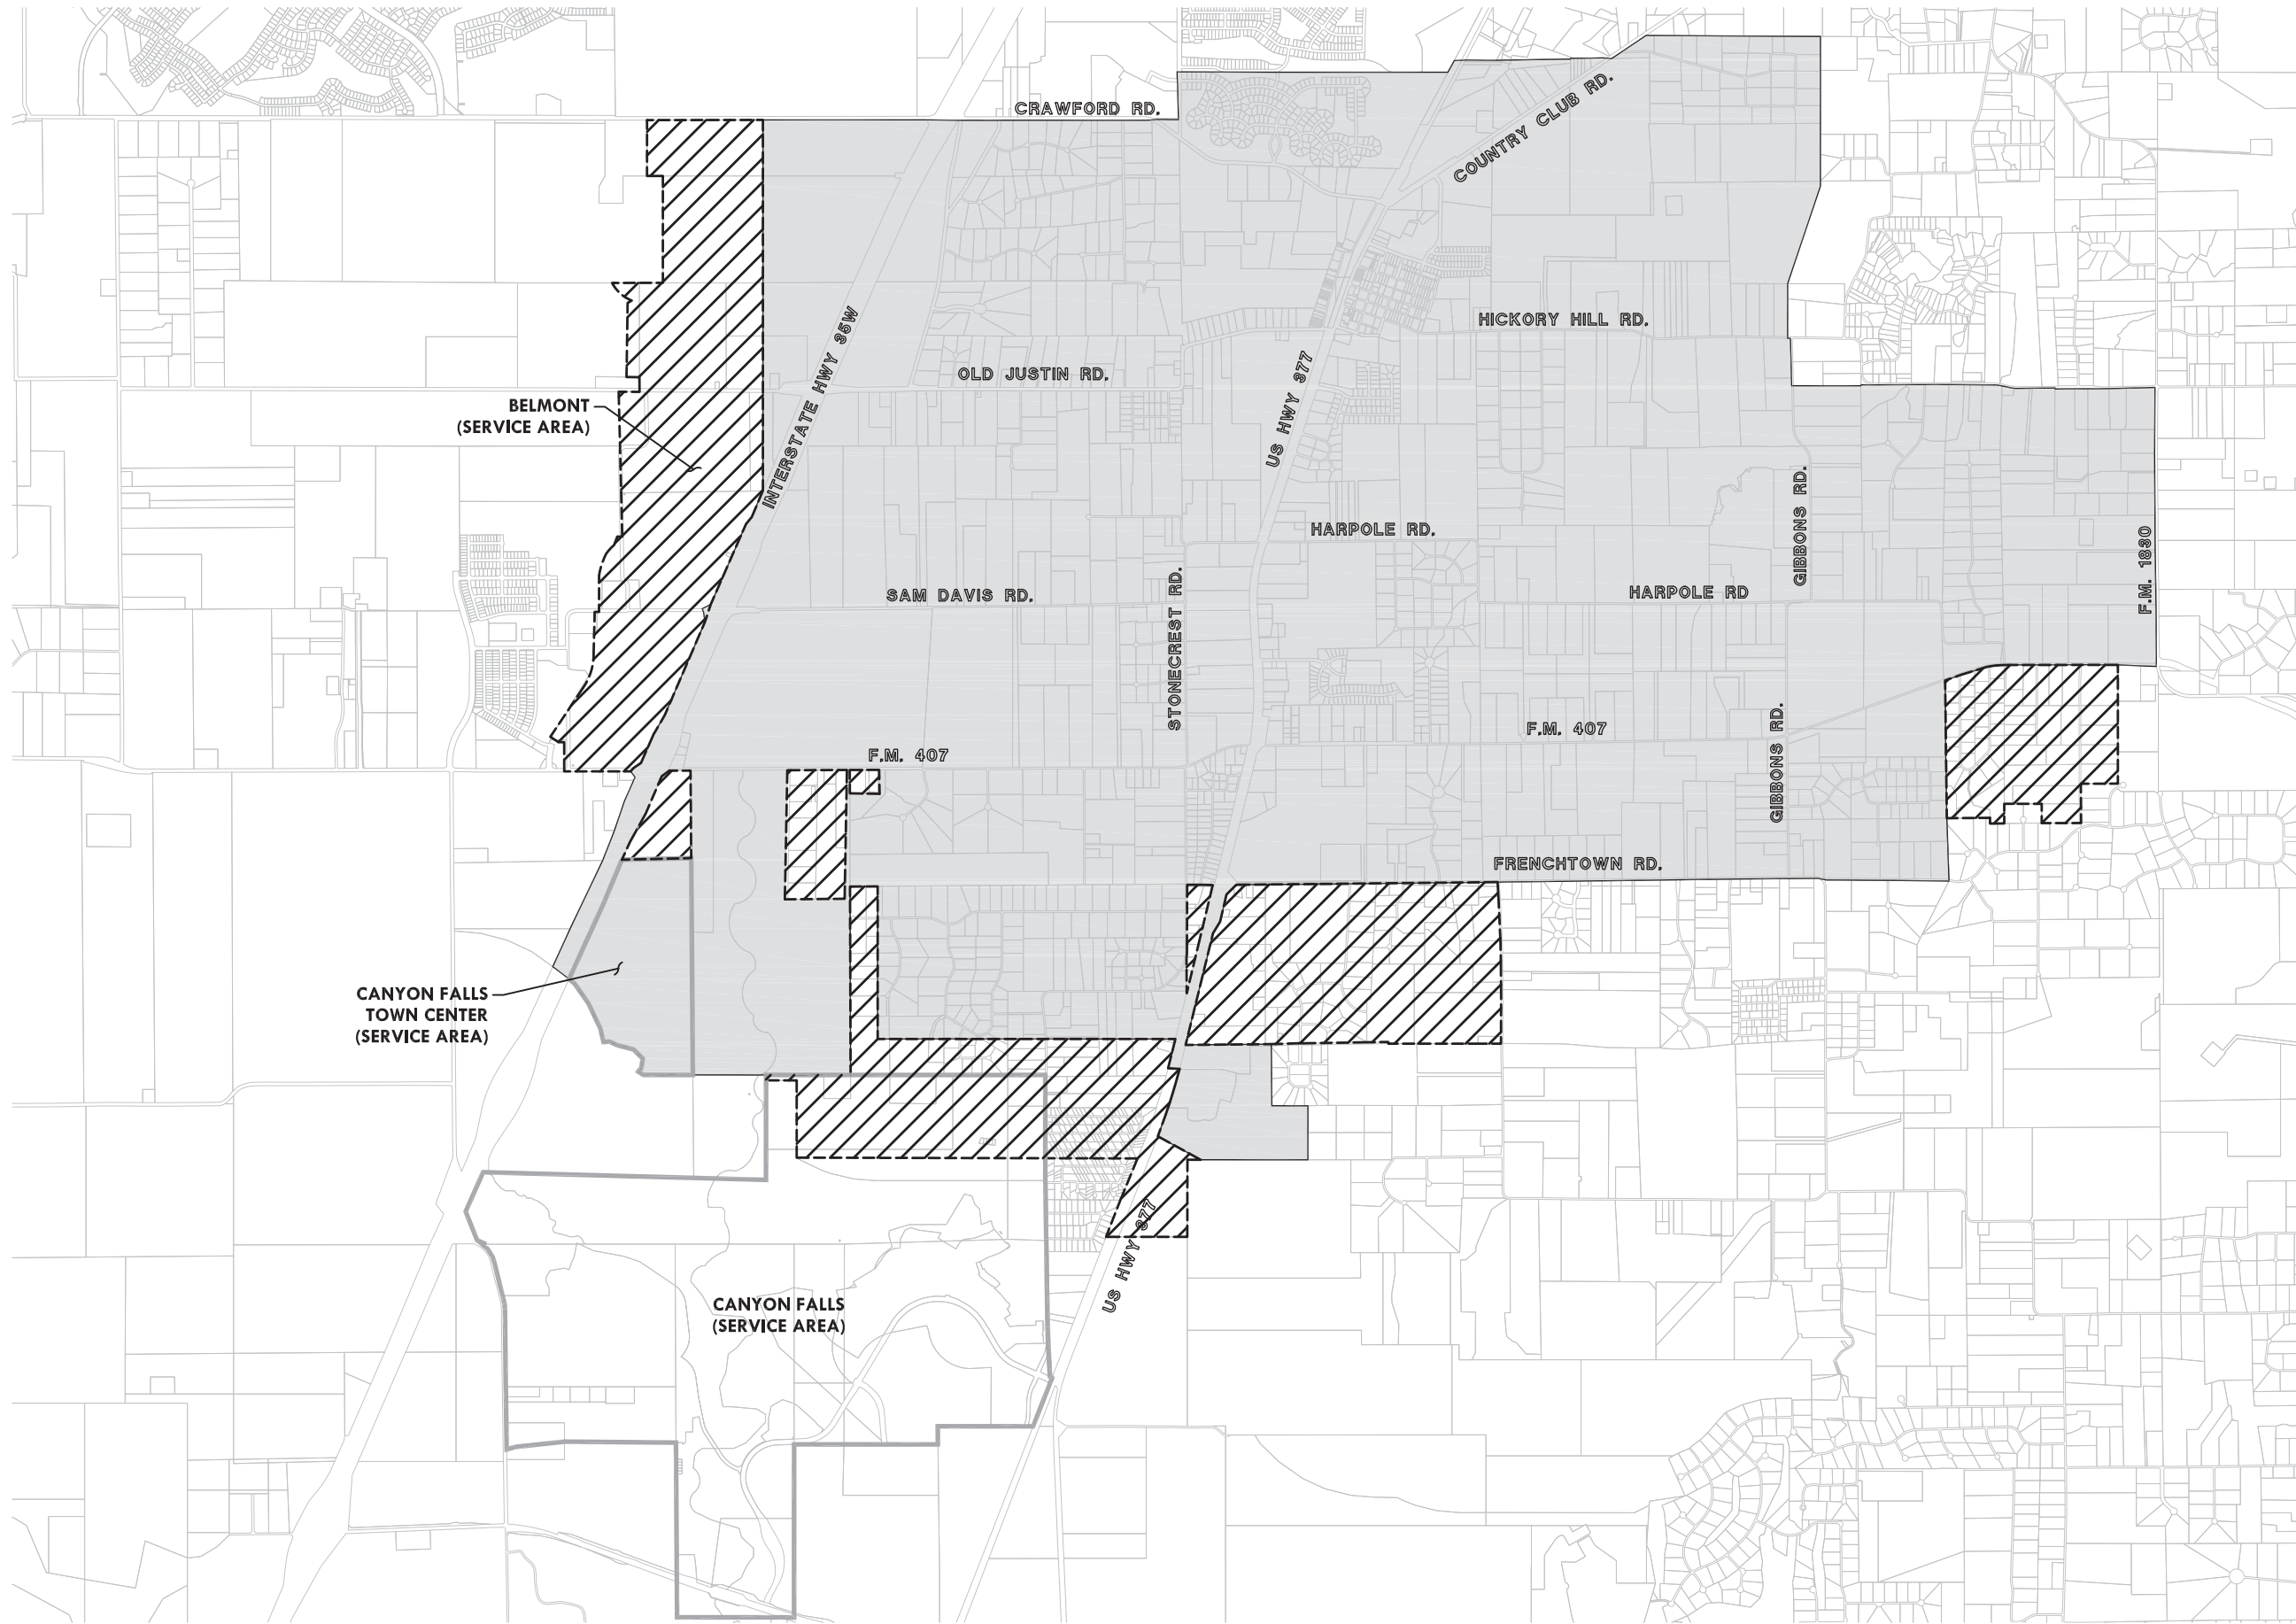 CRAWFORD RD.
COUNTRY CLUB RD.
HICKORY HILL RD.
INTERSTATE HWY 35W
OLD JUSTIN RD.
US HWY 377
BELMONT
(SERVICE AREA)
GIBBONS RD.
HARPOLE RD.
F.M. 1830
SAM DAVIS RD.
STONECREST RD.
HARPOLE RD
F.M. 407
F.M. 407
GIBBONS RD.
FRENCHTOWN RD.
CANYON FALLS
TOWN CENTER
(SERVICE AREA)
US HWY 377
CANYON FALLS
(SERVICE AREA)